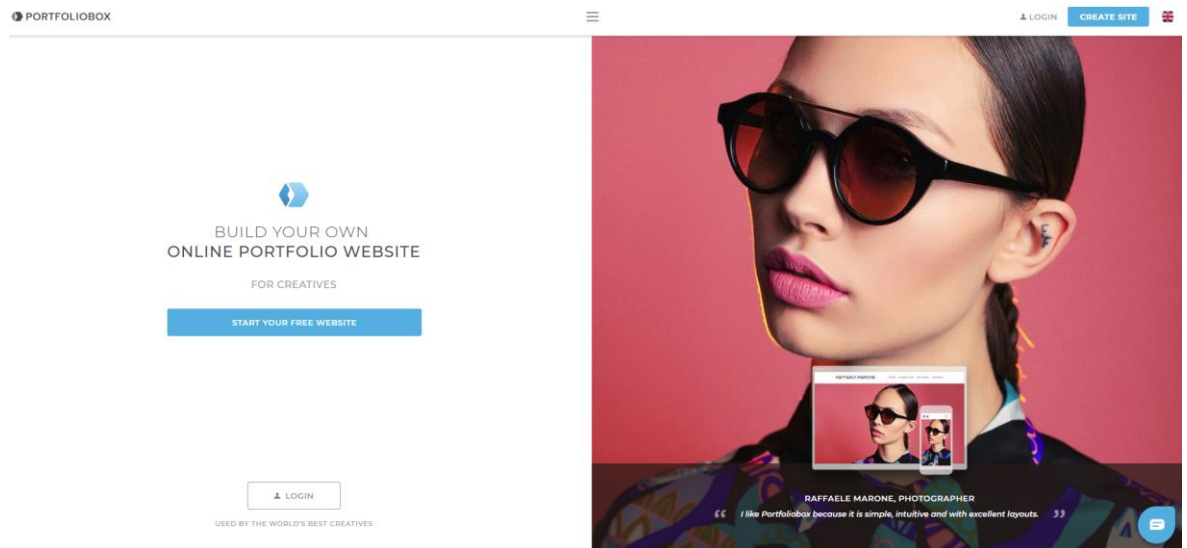 PORTFOLIOBOX
LOGIN
CREATE SITE
BUILD YOUR OWN
ONLINE PORTFOLIO WEBSITE
FOR CREATIVES
START YOUR FREE WEBSITE
LOGIN
USED BY THE WORLD'S BEST CREATIVES
RAFFAELE MARONE
RAFFAELE MARONE, PHOTOGRAPHER
“ I like Portfoliobox because it is simple, intuitive and with excellent layouts. ”